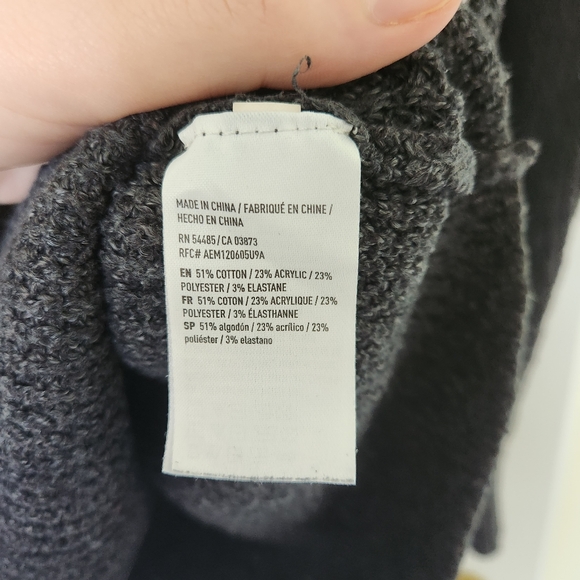 MADE IN CHINA / FABRIQUÉ EN CHINE /
HECHO EN CHINA
RN 54485 / CA 03873
RFC# AEM120605U9A
EN 51% COTTON / 23% ACRYLIC / 23%
POLYESTER / 3% ELASTANE
FR 51% COTON / 23% ACRYLIQUE / 23%
POLYESTER / 3% ÉLASTHANNE
SP 51% algodón / 23% acrílico / 23%
poliéster / 3% elastano